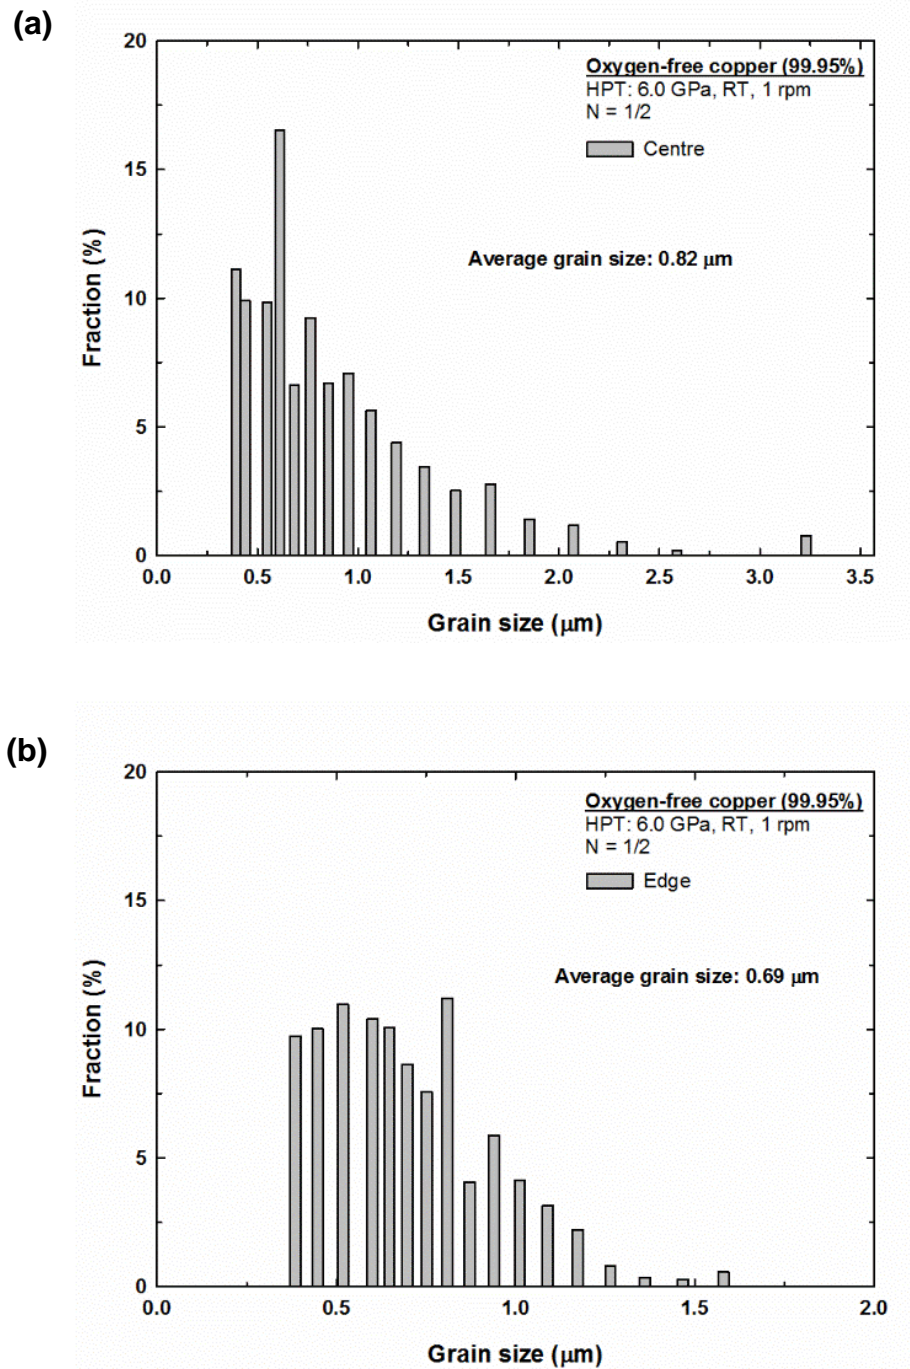 (a)
20
15
10
5
0
Fraction (%)
Oxygen-free copper (99.95%)
HPT: 6.0 GPa, RT, 1 rpm
N = 1/2
Centre
Average grain size: 0.82 μm
0.0 0.5 1.0 1.5 2.0 2.5 3.0 3.5
Grain size (μm)
(b)
20
15
10
5
0
Fraction (%)
Oxygen-free copper (99.95%)
HPT: 6.0 GPa, RT, 1 rpm
N = 1/2
Edge
Average grain size: 0.69 μm
0.0 0.5 1.0 1.5 2.0
Grain size (μm)